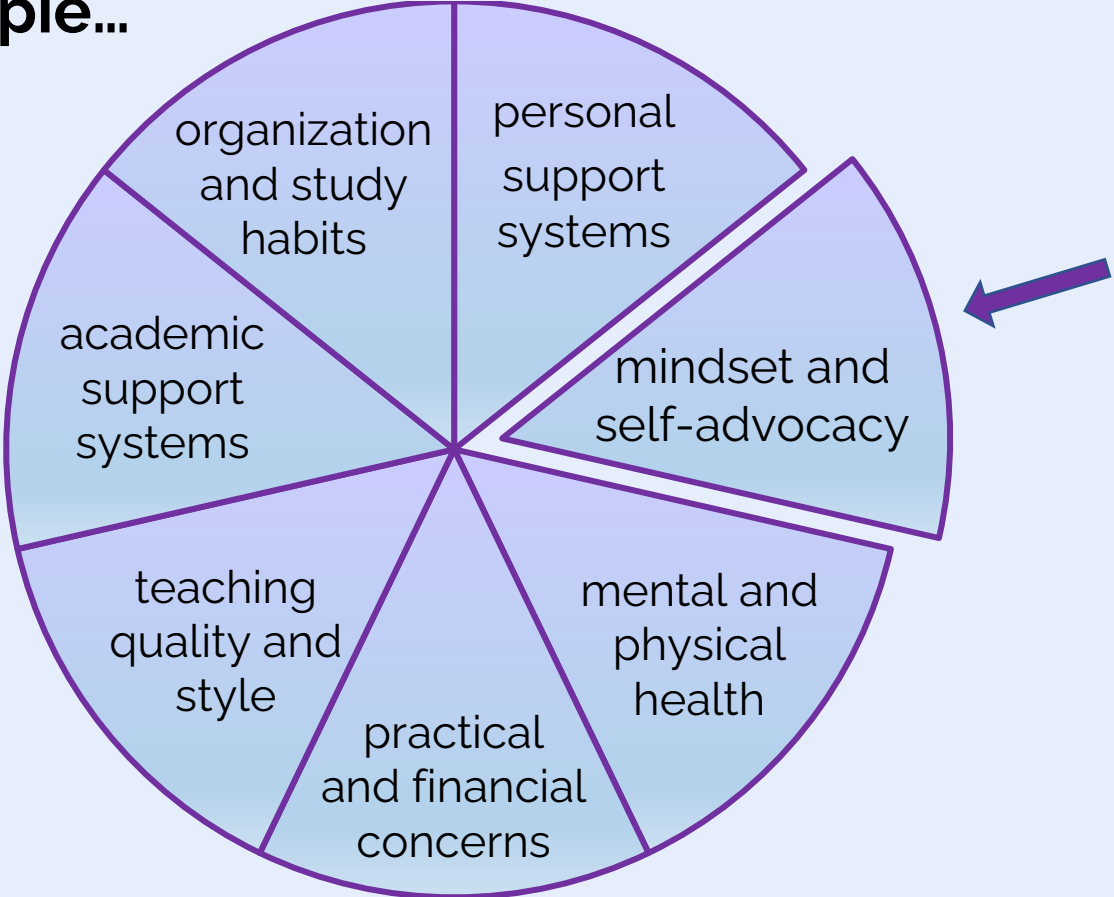 ple...
personal
support
systems
mindset and
self-advocacy
mental and
physical
health
practical
and financial
concerns
teaching
quality and
style
academic
support
systems
organization
and study
habits